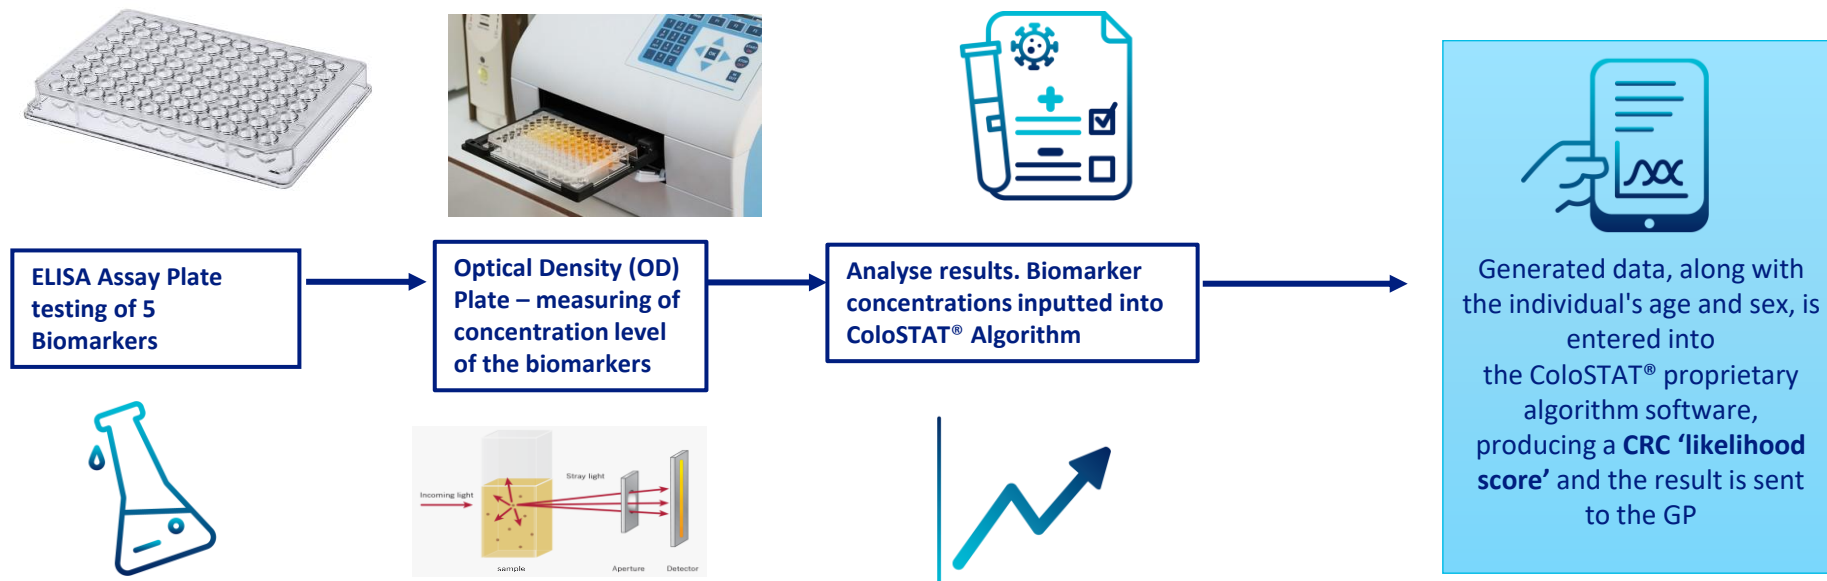 ELISA Assay Plate
testing of 5
Biomarkers
Optical Density (OD)
Plate – measuring of
concentration level
of the biomarkers
Analyse results. Biomarker
concentrations inputted into
ColoSTAT® Algorithm
Generated data, along with
the individual's age and sex, is
entered into
the ColoSTAT® proprietary
algorithm software,
producing a CRC ‘likelihood
score’ and the result is sent
to the GP
Incoming light
Stray light
sample
Aperture
Detector